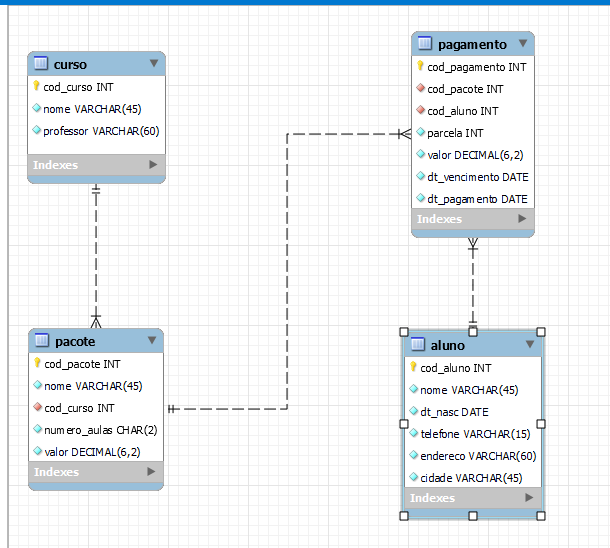 curso
cod_curso INT
nome VARCHAR(45)
professor VARCHAR(60)
Indexes
pagamento
cod_pagamento INT
cod_pacote INT
cod_aluno INT
parcela INT
valor DECIMAL(6,2)
dt_vencimento DATE
dt_pagamento DATE
Indexes
pacote
cod_pacote INT
nome VARCHAR(45)
cod_curso INT
numero_aulas CHAR(2)
valor DECIMAL(6,2)
Indexes
aluno
cod_aluno INT
nome VARCHAR(45)
dt_nasc DATE
telefone VARCHAR(15)
endereco VARCHAR(60)
cidade VARCHAR(45)
Indexes